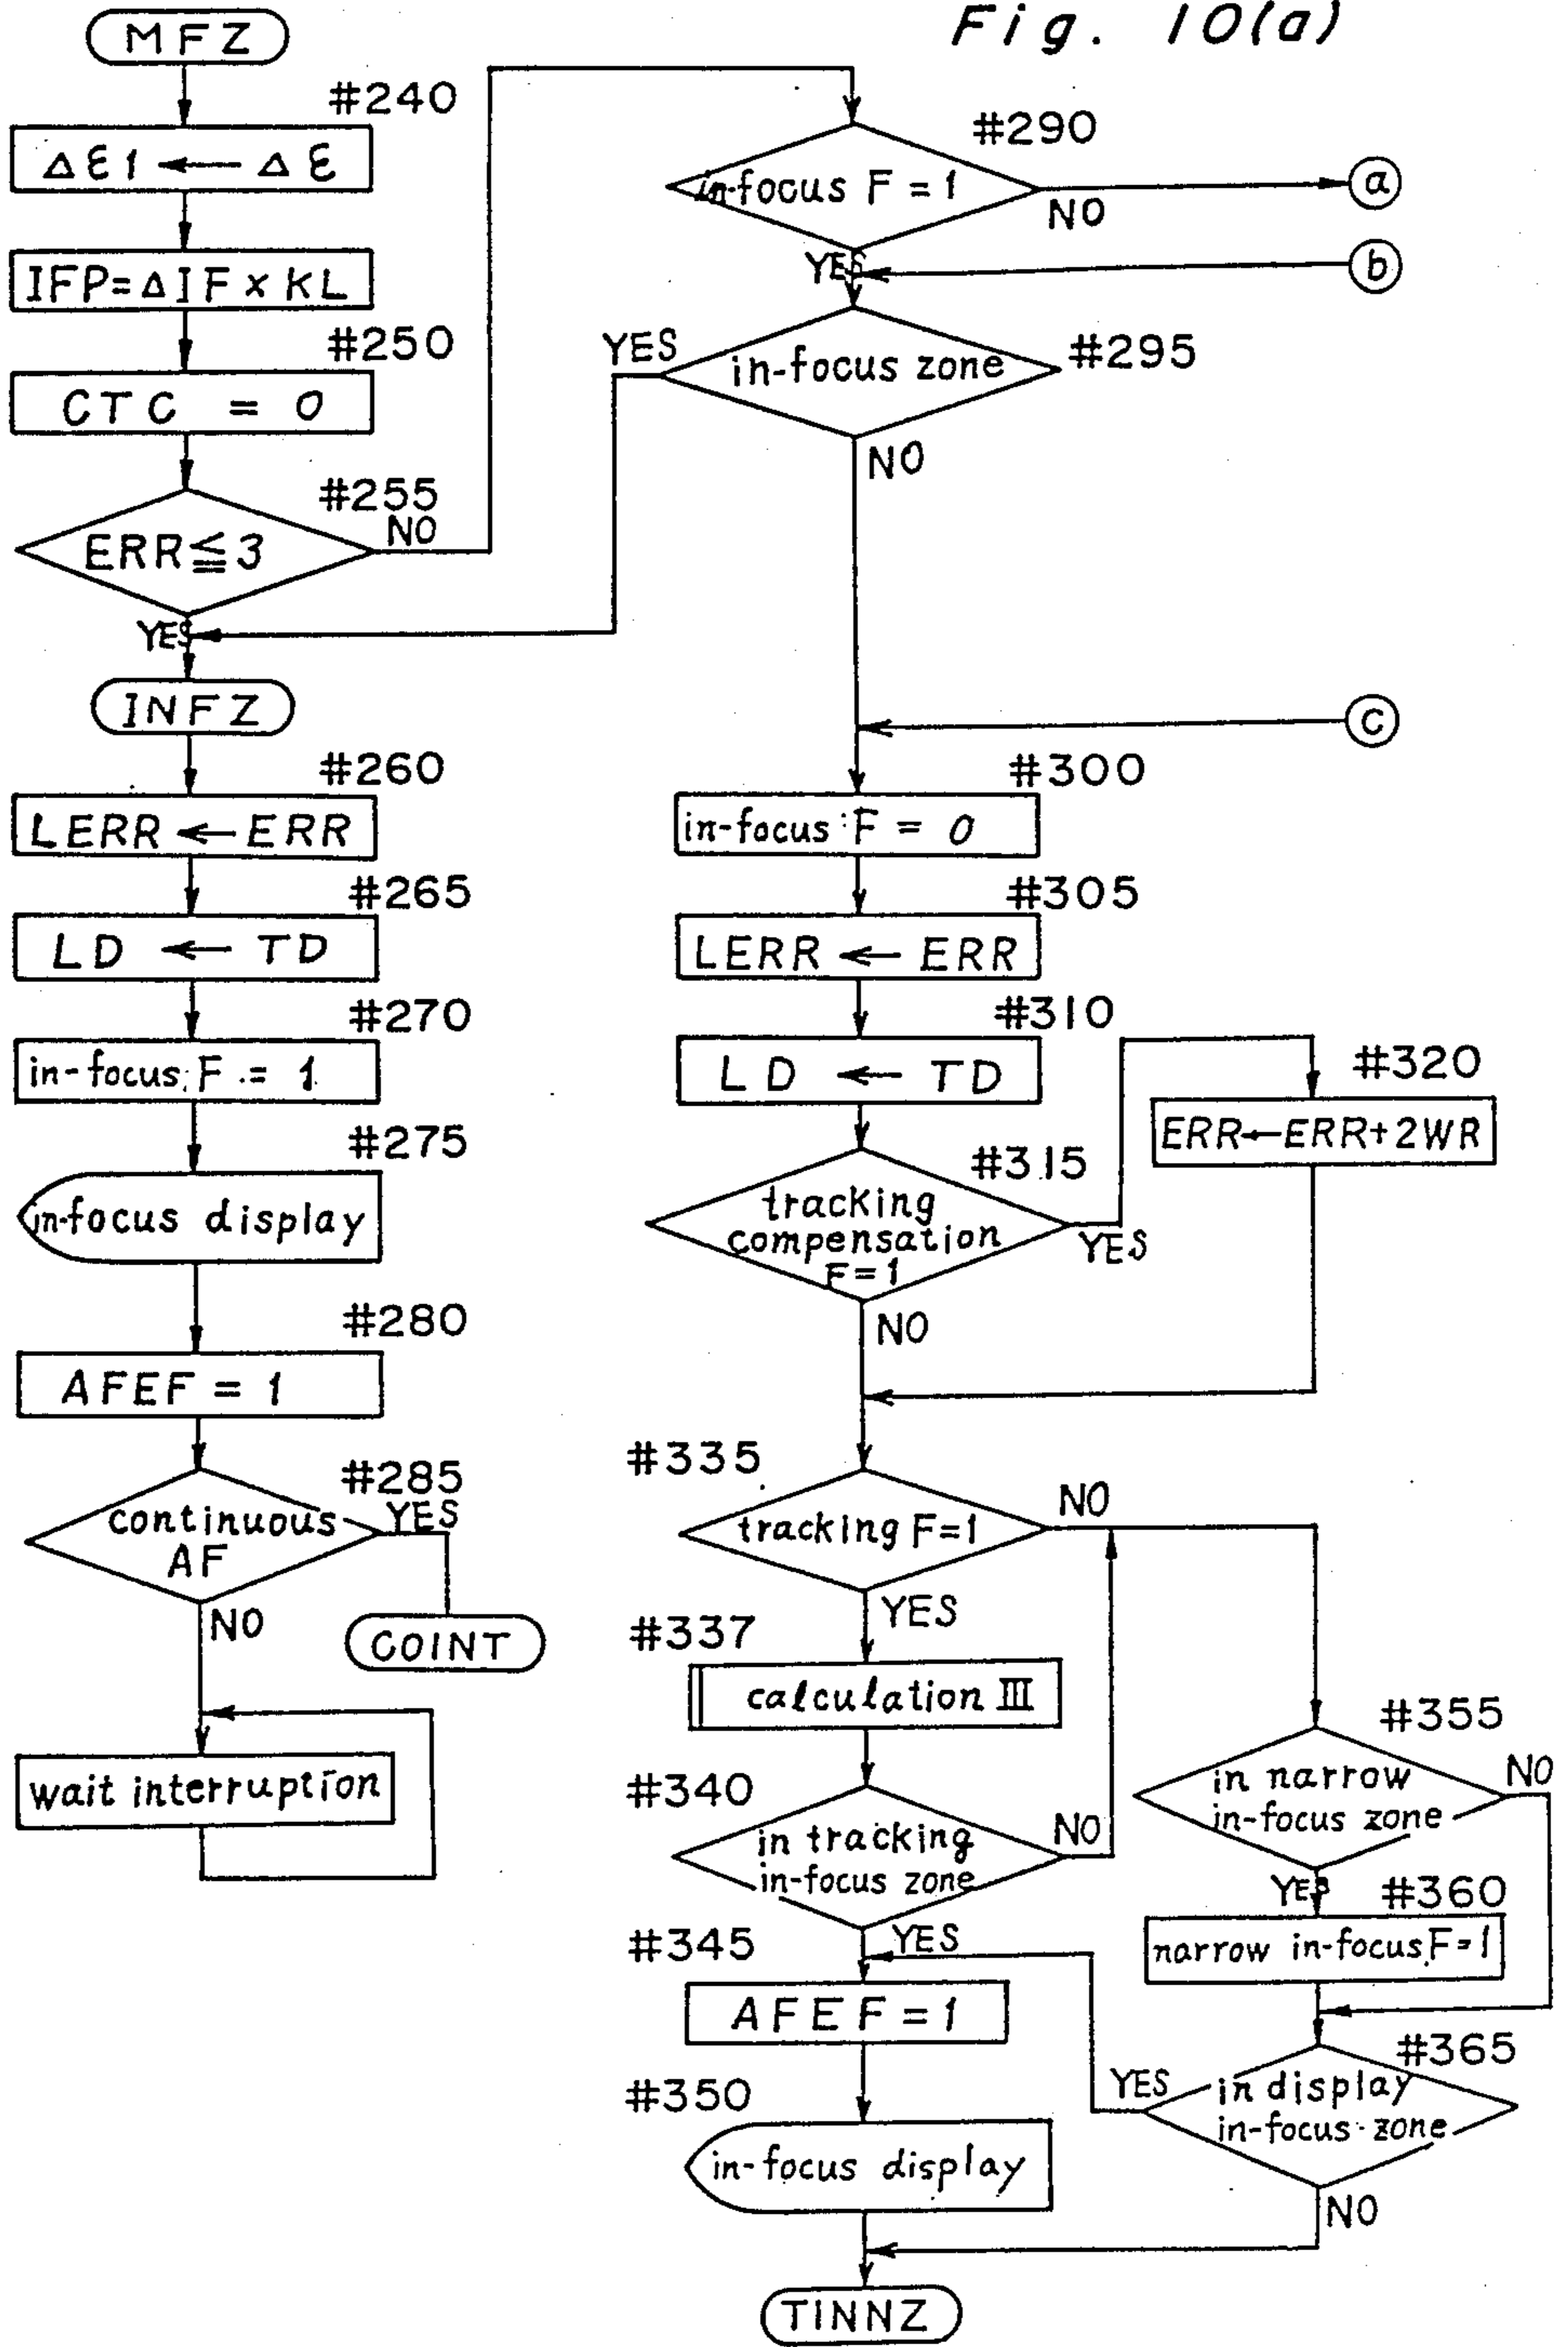 Fig. 10(a)
MFZ
#240
ΔƐ1 ← ΔƐ
IFP=ΔIF×KL
#250
CTC = 0
#255
ERR≦3
NO
YES
INFZ
#260
LERR ← ERR
#265
LD ← TD
#270
in-focus F = 1
#275
in-focus display
#280
AFEF = 1
#285
continuous
AF
YES
NO
COINT
wait interruption
#290
in-focus F = 1
NO
a
YES
b
#295
in-focus zone
YES
NO
c
#300
in-focus F = 0
#305
LERR ← ERR
#310
LD ← TD
#315
tracking
compensation
F=1
YES
NO
#320
ERR←ERR+2WR
#335
tracking F=1
NO
YES
#337
calculation III
#340
in tracking
in-focus zone
NO
YES
#345
AFEF = 1
#350
in-focus display
#355
in narrow
in-focus zone
NO
YES
#360
narrow in-focus F=1
#365
in display
in-focus zone
YES
NO
TINNZ